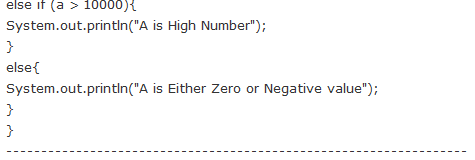 else if (a > 10000){
System.out.println("A is High Number");
}
else{
System.out.println("A is Either Zero or Negative value");
}
}
------------------------------------------------------------------